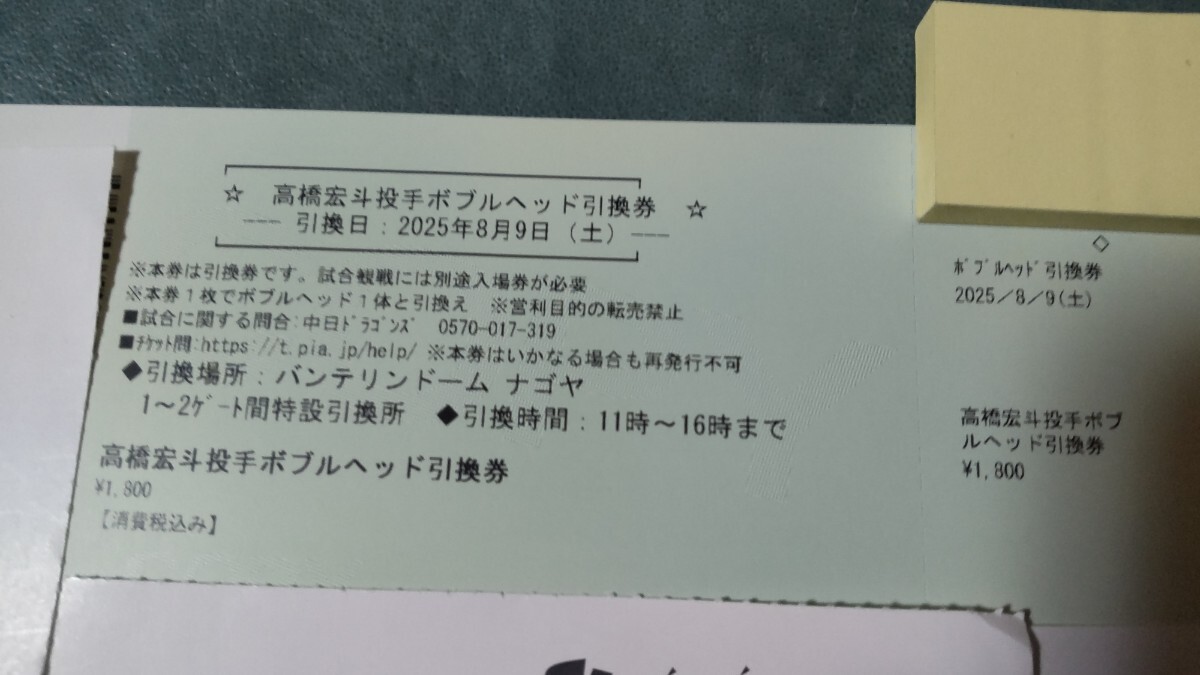 ☆ 高橋宏斗投手ボブルヘッド引換券 ☆
--- 引換日：2025年8月9日（土）---
※本券は引換券です。試合観戦には別途入場券が必要
※本券１枚でボブルヘッド１体と引換え ※営利目的の転売禁止
■試合に関する問合:中日ﾄﾞﾗｺﾞﾝｽﾞ 0570-017-319
■ﾁｹｯﾄ問:https://t.pia.jp/help/ ※本券はいかなる場合も再発行不可
◆引換場所：バンテリンドーム ナゴヤ
1～2ｹﾞｰﾄ間特設引換所 ◆引換時間：11時～16時まで
高橋宏斗投手ボブルヘッド引換券
¥1,800
【消費税込み】
◇
ﾎﾞﾌﾞﾙﾍｯﾄﾞ引換券
2025/8/9(土)
高橋宏斗投手ボブ
ルヘッド引換券
¥1,800